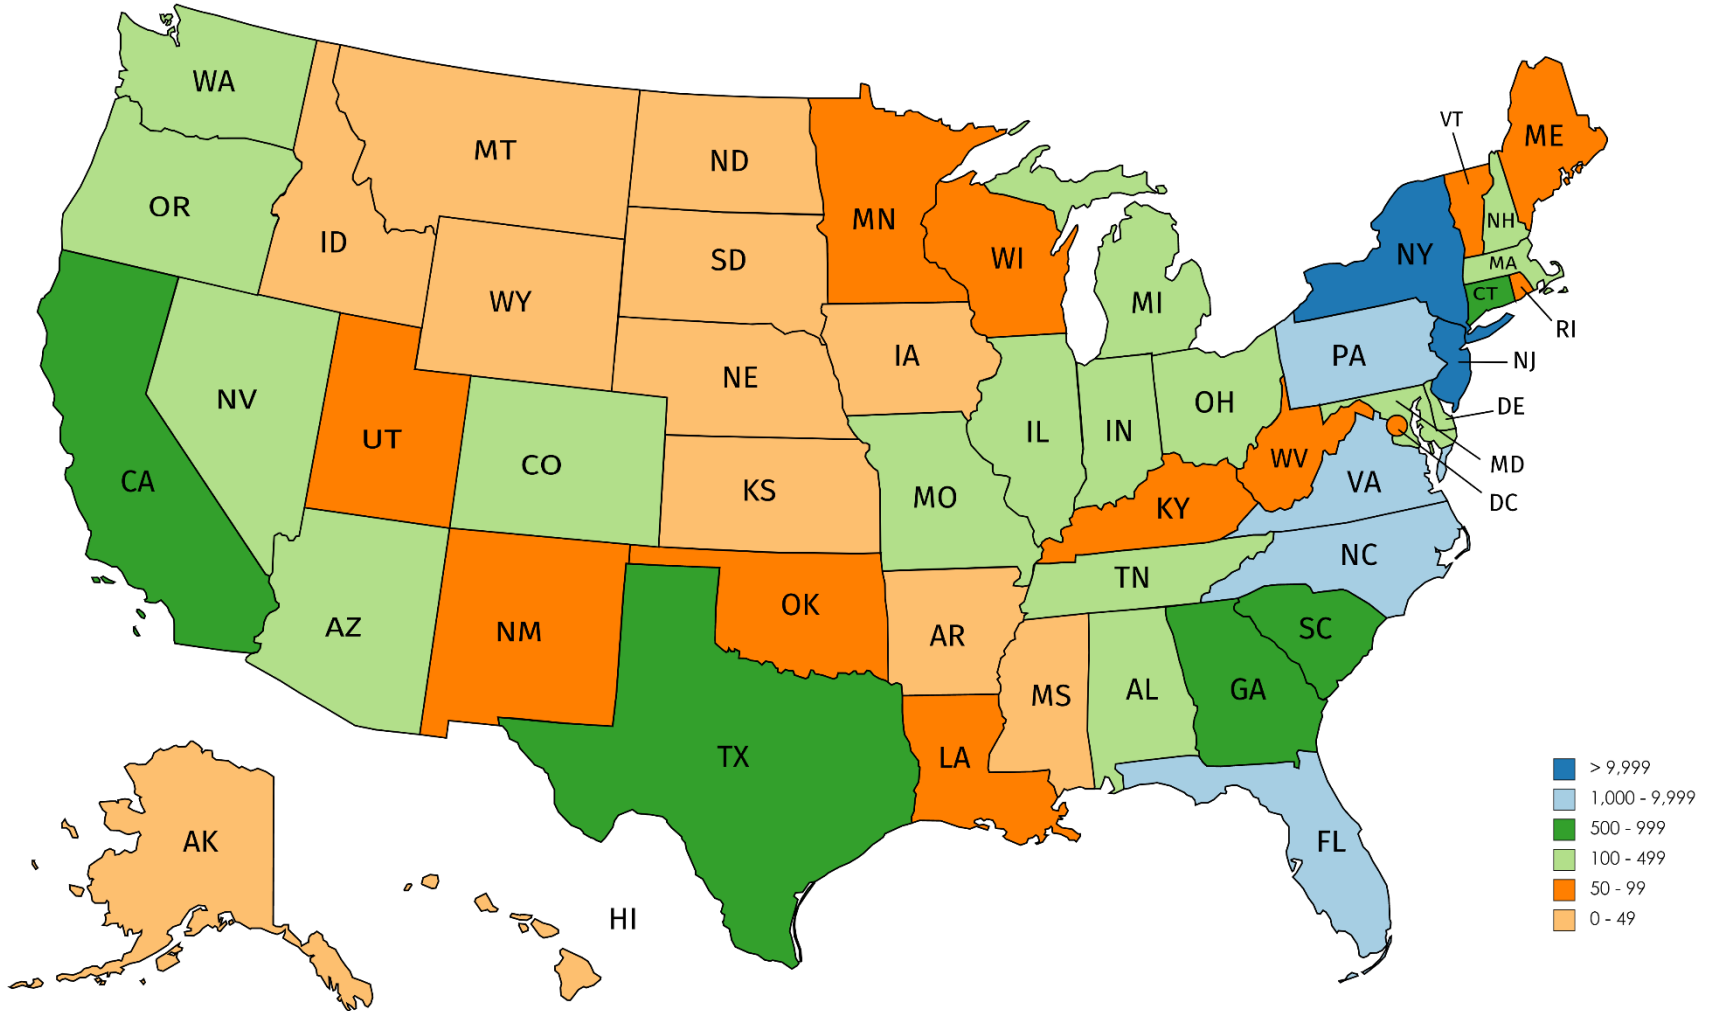 WA
OR
CA
NV
ID
MT
WY
UT
AZ
CO
NM
ND
SD
NE
KS
OK
TX
MN
IA
MO
AR
LA
WI
IL
MI
IN
OH
KY
TN
MS
AL
GA
FL
SC
NC
VA
WV
PA
NY
VT
NH
ME
MA
CT
RI
NJ
DE
MD
DC
AK
HI
> 9,999
1,000 - 9,999
500 - 999
100 - 499
50 - 99
0 - 49